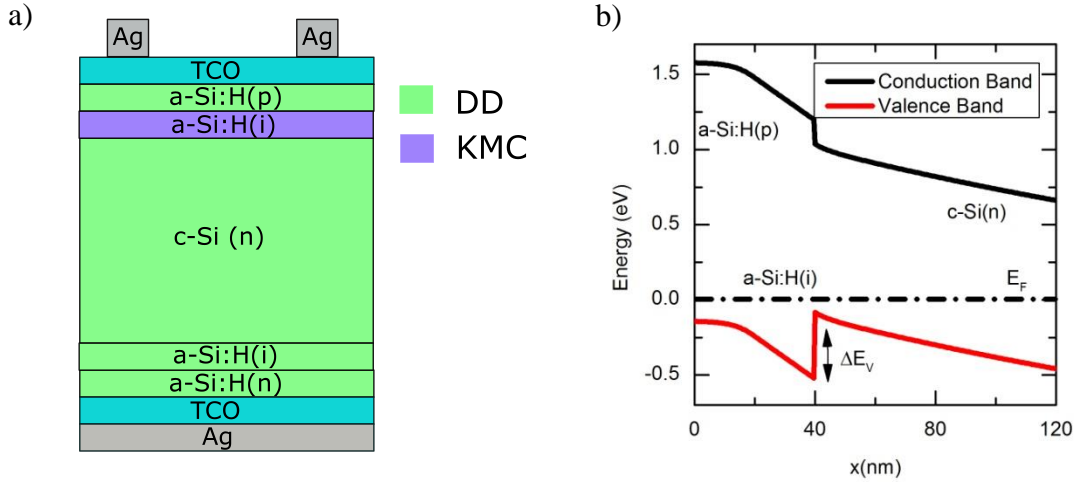 a)
Ag
Ag
TCO
a-Si:H(p)
a-Si:H(i)
c-Si (n)
a-Si:H(i)
a-Si:H(n)
TCO
Ag
DD
KMC
b)
Conduction Band
Valence Band
a-Si:H(p)
c-Si(n)
a-Si:H(i)
E_F
ΔE_V
Energy (eV)
1.5
1.0
0.5
0.0
-0.5
0 40 80 120
x(nm)